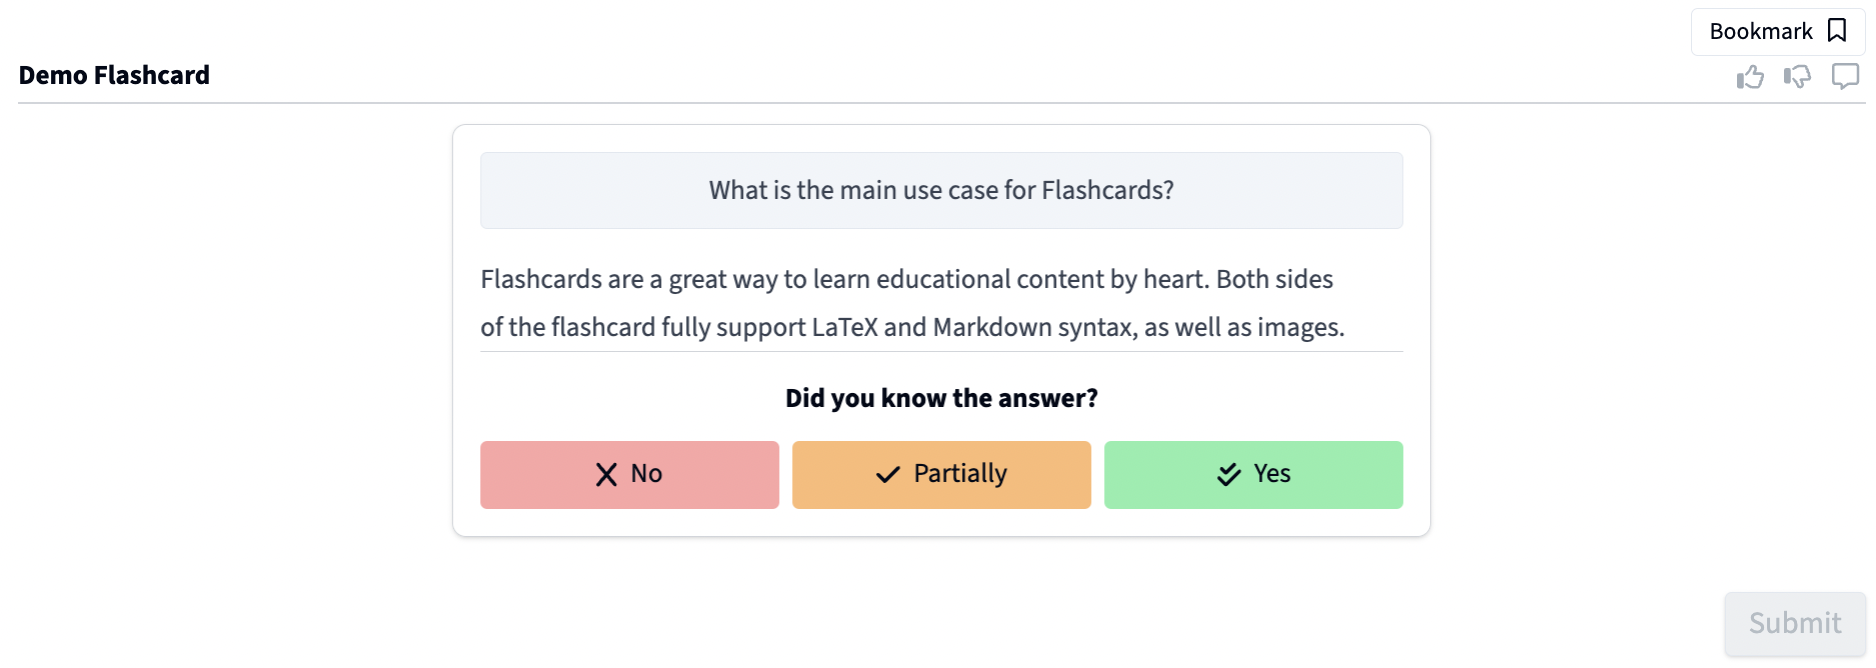 Bookmark
Demo Flashcard
What is the main use case for Flashcards?
Flashcards are a great way to learn educational content by heart. Both sides
of the flashcard fully support LaTeX and Markdown syntax, as well as images.
Did you know the answer?
No
Partially
Yes
Submit